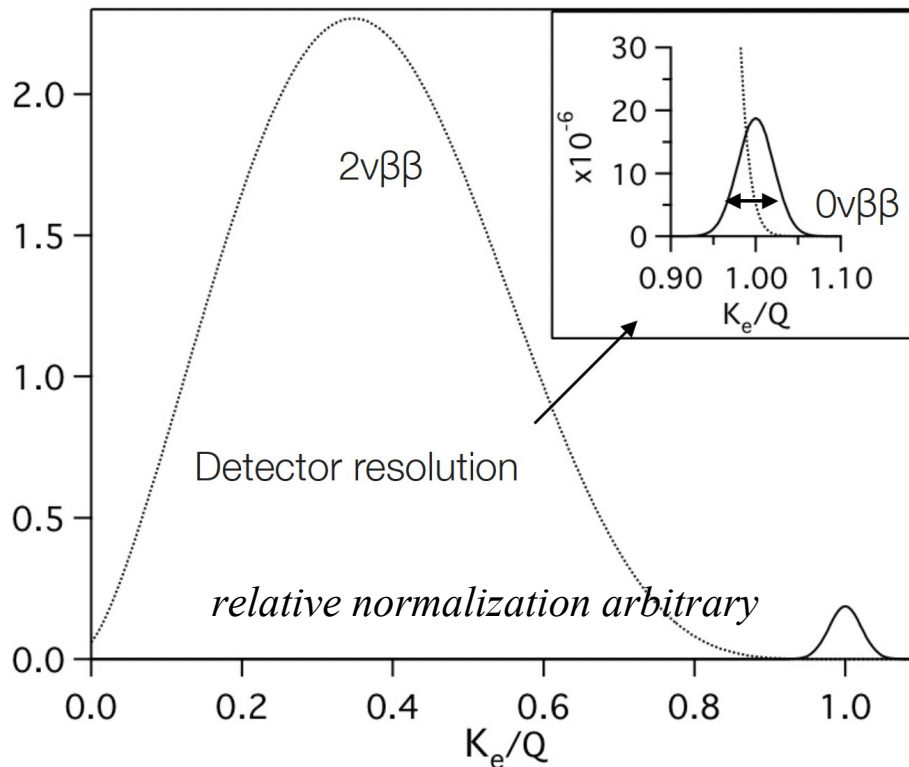 2.0
1.5
1.0
0.5
0.0
0.0 0.2 0.4 0.6 0.8 1.0
Ke/Q
2νββ
Detector resolution
relative normalization arbitrary
30
20
10
0
x10-6
0.90 1.00 1.10
Ke/Q
0νββ